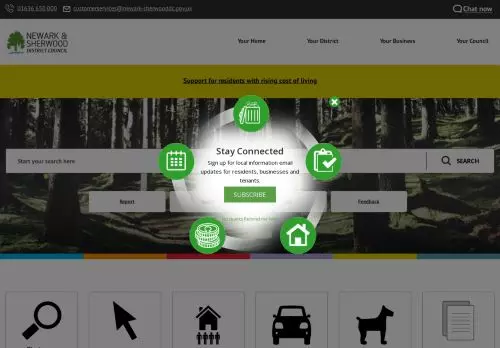 01636 650 000
customerservices@newark-sherwooddc.gov.uk
Chat now
NEWARK &
SHERWOOD
DISTRICT COUNCIL
Your Home
Your District
Your Business
Your Council
Support for residents with rising cost of living
Stay Connected
Sign up for local information email
updates for residents, businesses and
tenants.
SUBSCRIBE
Start your search here
SEARCH
Report
Feedback